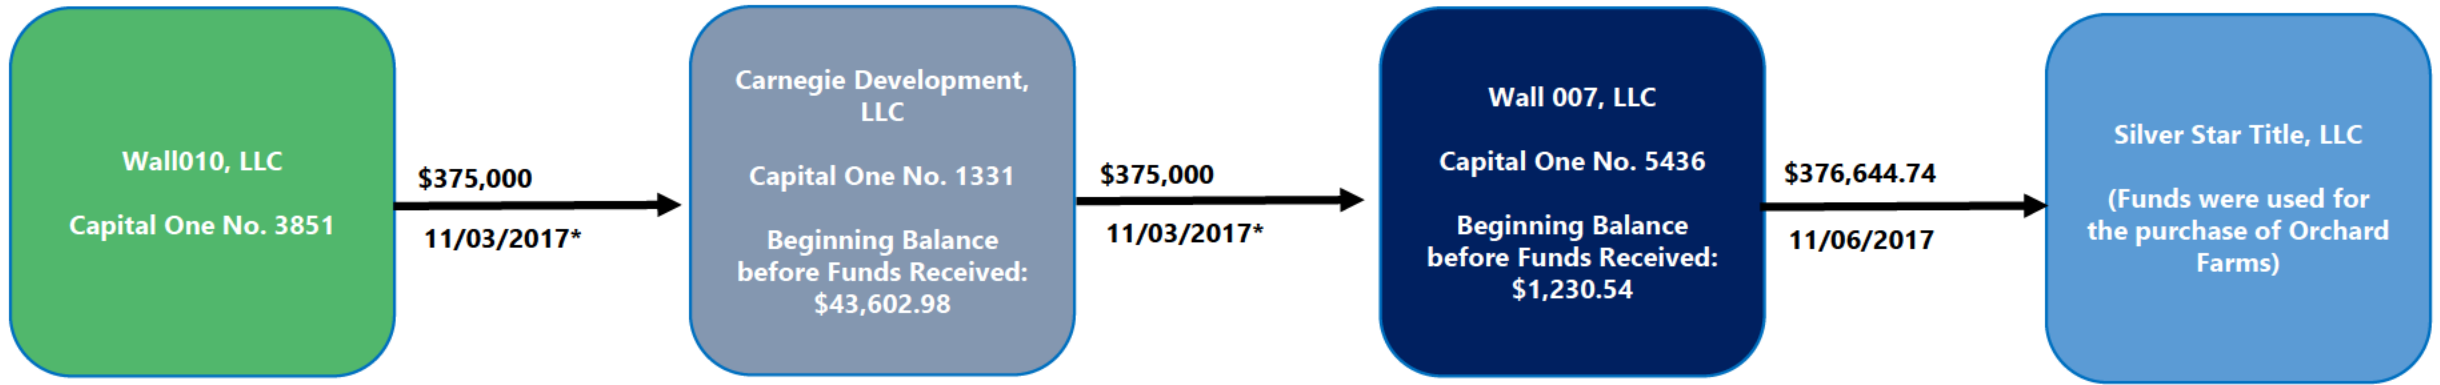 Wall010, LLC
Capital One No. 3851
$375,000
11/03/2017*
Carnegie Development,
LLC
Capital One No. 1331
Beginning Balance
before Funds Received:
$43,602.98
$375,000
11/03/2017*
Wall 007, LLC
Capital One No. 5436
Beginning Balance
before Funds Received:
$1,230.54
$376,644.74
11/06/2017
Silver Star Title, LLC
(Funds were used for
the purchase of Orchard
Farms)